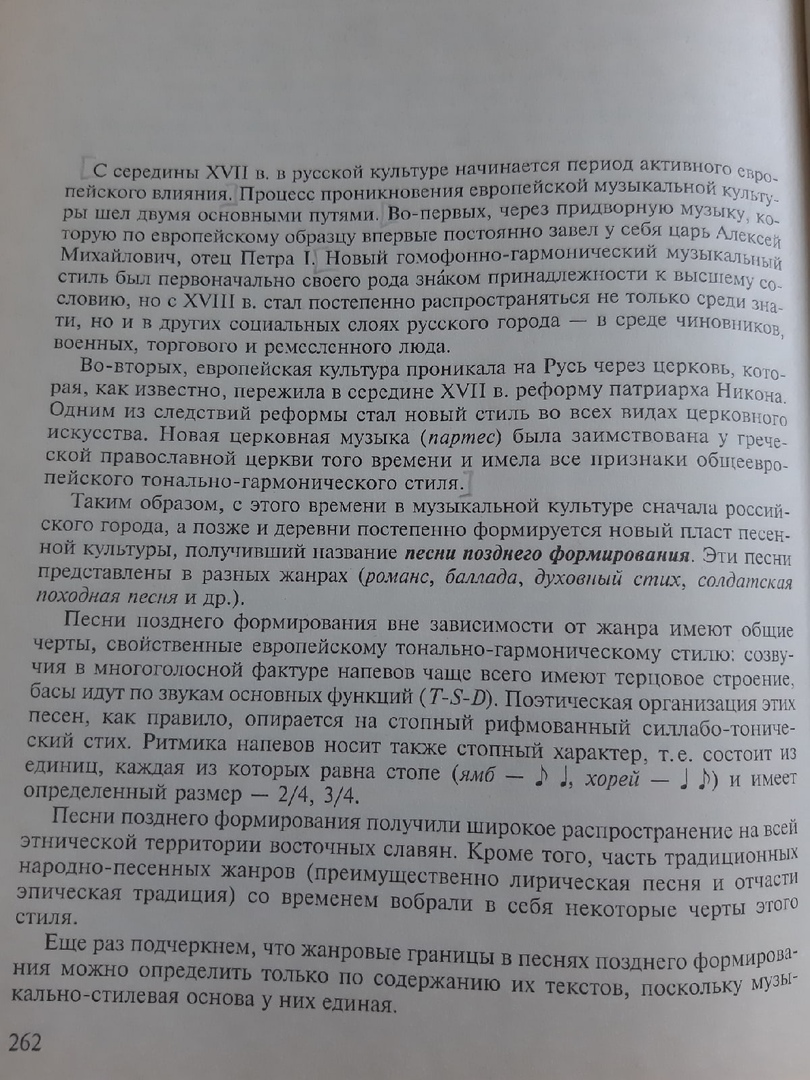 С середины XVII в. в русской культуре начинается период активного евро-
пейского влияния. Процесс проникновения европейской музыкальной культу-
ры шел двумя основными путями. Во-первых, через придворную музыку, ко-
торую по европейскому образцу впервые постоянно завел у себя царь Алексей
Михайлович, отец Петра I. Новый гомофонно-гармонический музыкальный
стиль был первоначально своего рода зна́ком принадлежности к высшему со-
словию, но с XVIII в. стал постепенно распространяться не только среди зна-
ти, но и в других социальных слоях русского города — в среде чиновников,
военных, торгового и ремесленного люда.
Во-вторых, европейская культура проникала на Русь через церковь, кото-
рая, как известно, пережила в середине XVII в. реформу патриарха Никона.
Одним из следствий реформы стал новый стиль во всех видах церковного
искусства. Новая церковная музыка (партес) была заимствована у грече-
ской православной церкви того времени и имела все признаки общеевро-
пейского тонально-гармонического стиля.
Таким образом, с этого времени в музыкальной культуре сначала россий-
ского города, а позже и деревни постепенно формируется новый пласт песен-
ной культуры, получивший название песни позднего формирования. Эти песни
представлены в разных жанрах (романс, баллада, духовный стих, солдатская
походная песня и др.).
Песни позднего формирования вне зависимости от жанра имеют общие
черты, свойственные европейскому тонально-гармоническому стилю: созву-
чия в многоголосной фактуре напевов чаще всего имеют терцовое строение,
басы идут по звукам основных функций (T-S-D). Поэтическая организация этих
песен, как правило, опирается на стопный рифмованный силлабо-тониче-
ский стих. Ритмика напевов носит также стопный характер, т.е. состоит из
единиц, каждая из которых равна стопе (ямб — ♪ ♩, хорей — ♩ ♪) и имеет
определенный размер — 2/4, 3/4.
Песни позднего формирования получили широкое распространение на всей
этнической территории восточных славян. Кроме того, часть традиционных
народно-песенных жанров (преимущественно лирическая песня и отчасти
эпическая традиция) со временем вобрали в себя некоторые черты этого
стиля.
Еще раз подчеркнем, что жанровые границы в песнях позднего формирова-
ния можно определить только по содержанию их текстов, поскольку музы-
кально-стилевая основа у них единая.
262